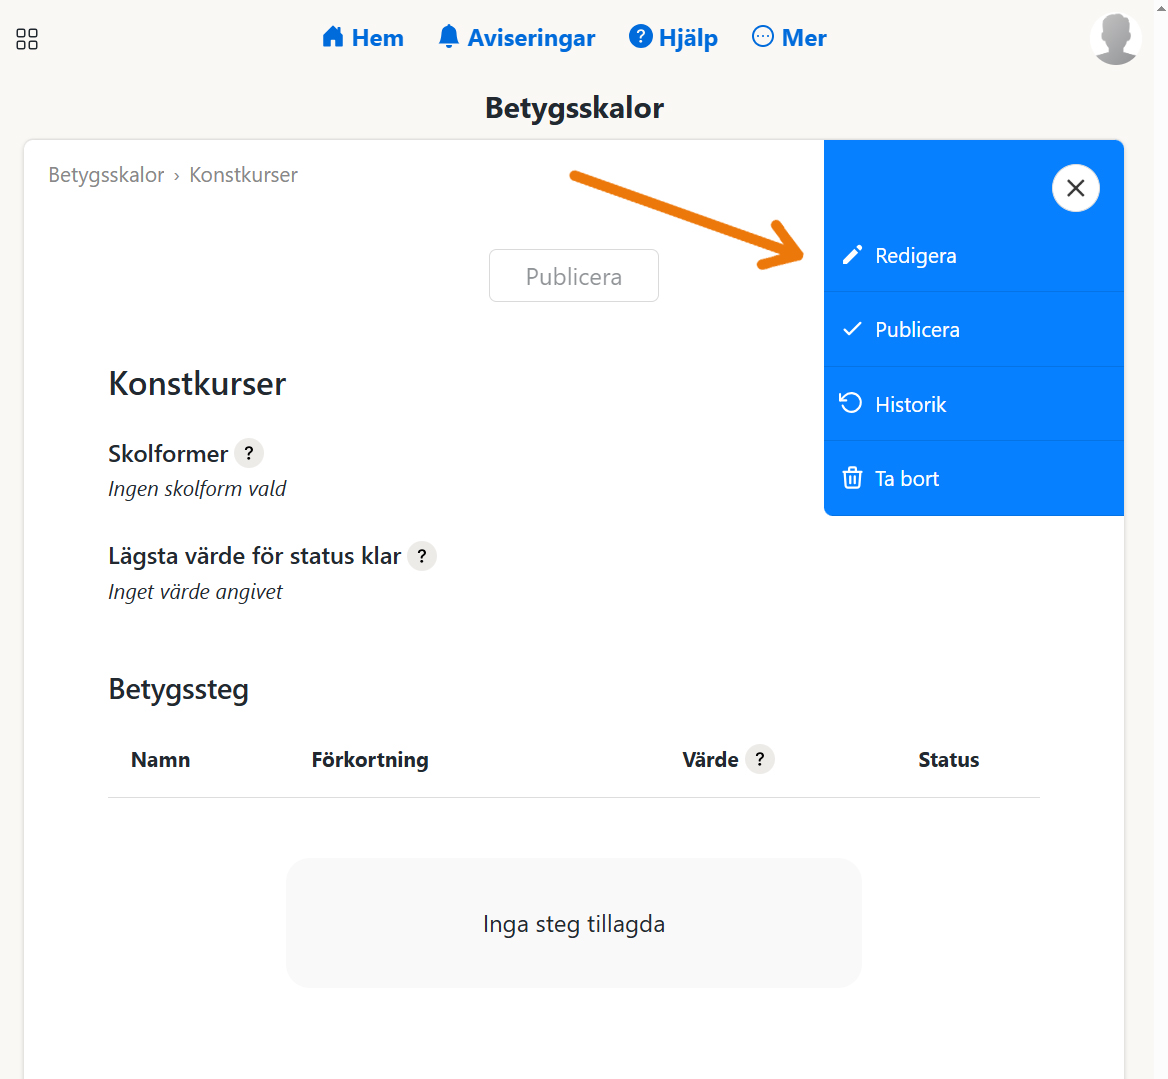 Hem Aviseringar Hjälp Mer
Betygsskalor
Betygsskalor › Konstkurser
Redigera
Publicera
Publicera
Historik
Ta bort
Konstkurser
Skolformer ?
Ingen skolform vald
Lägsta värde för status klar ?
Inget värde angivet
Betygssteg
Namn Förkortning Värde ? Status
Inga steg tillagda